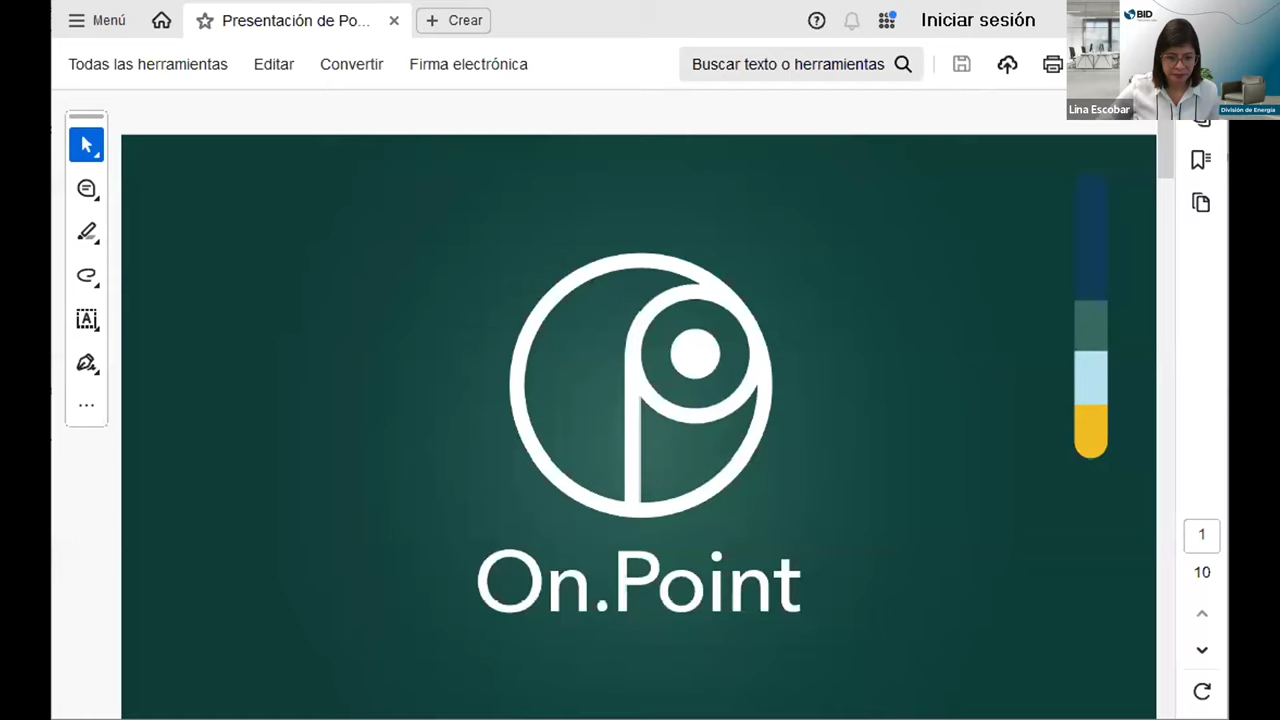 Menú
Presentación de Po...
Crear
Iniciar sesión
BID
Todas las herramientas
Editar
Convertir
Firma electrónica
Buscar texto o herramientas
Lina Escobar
División de Energía
On.Point
1
10